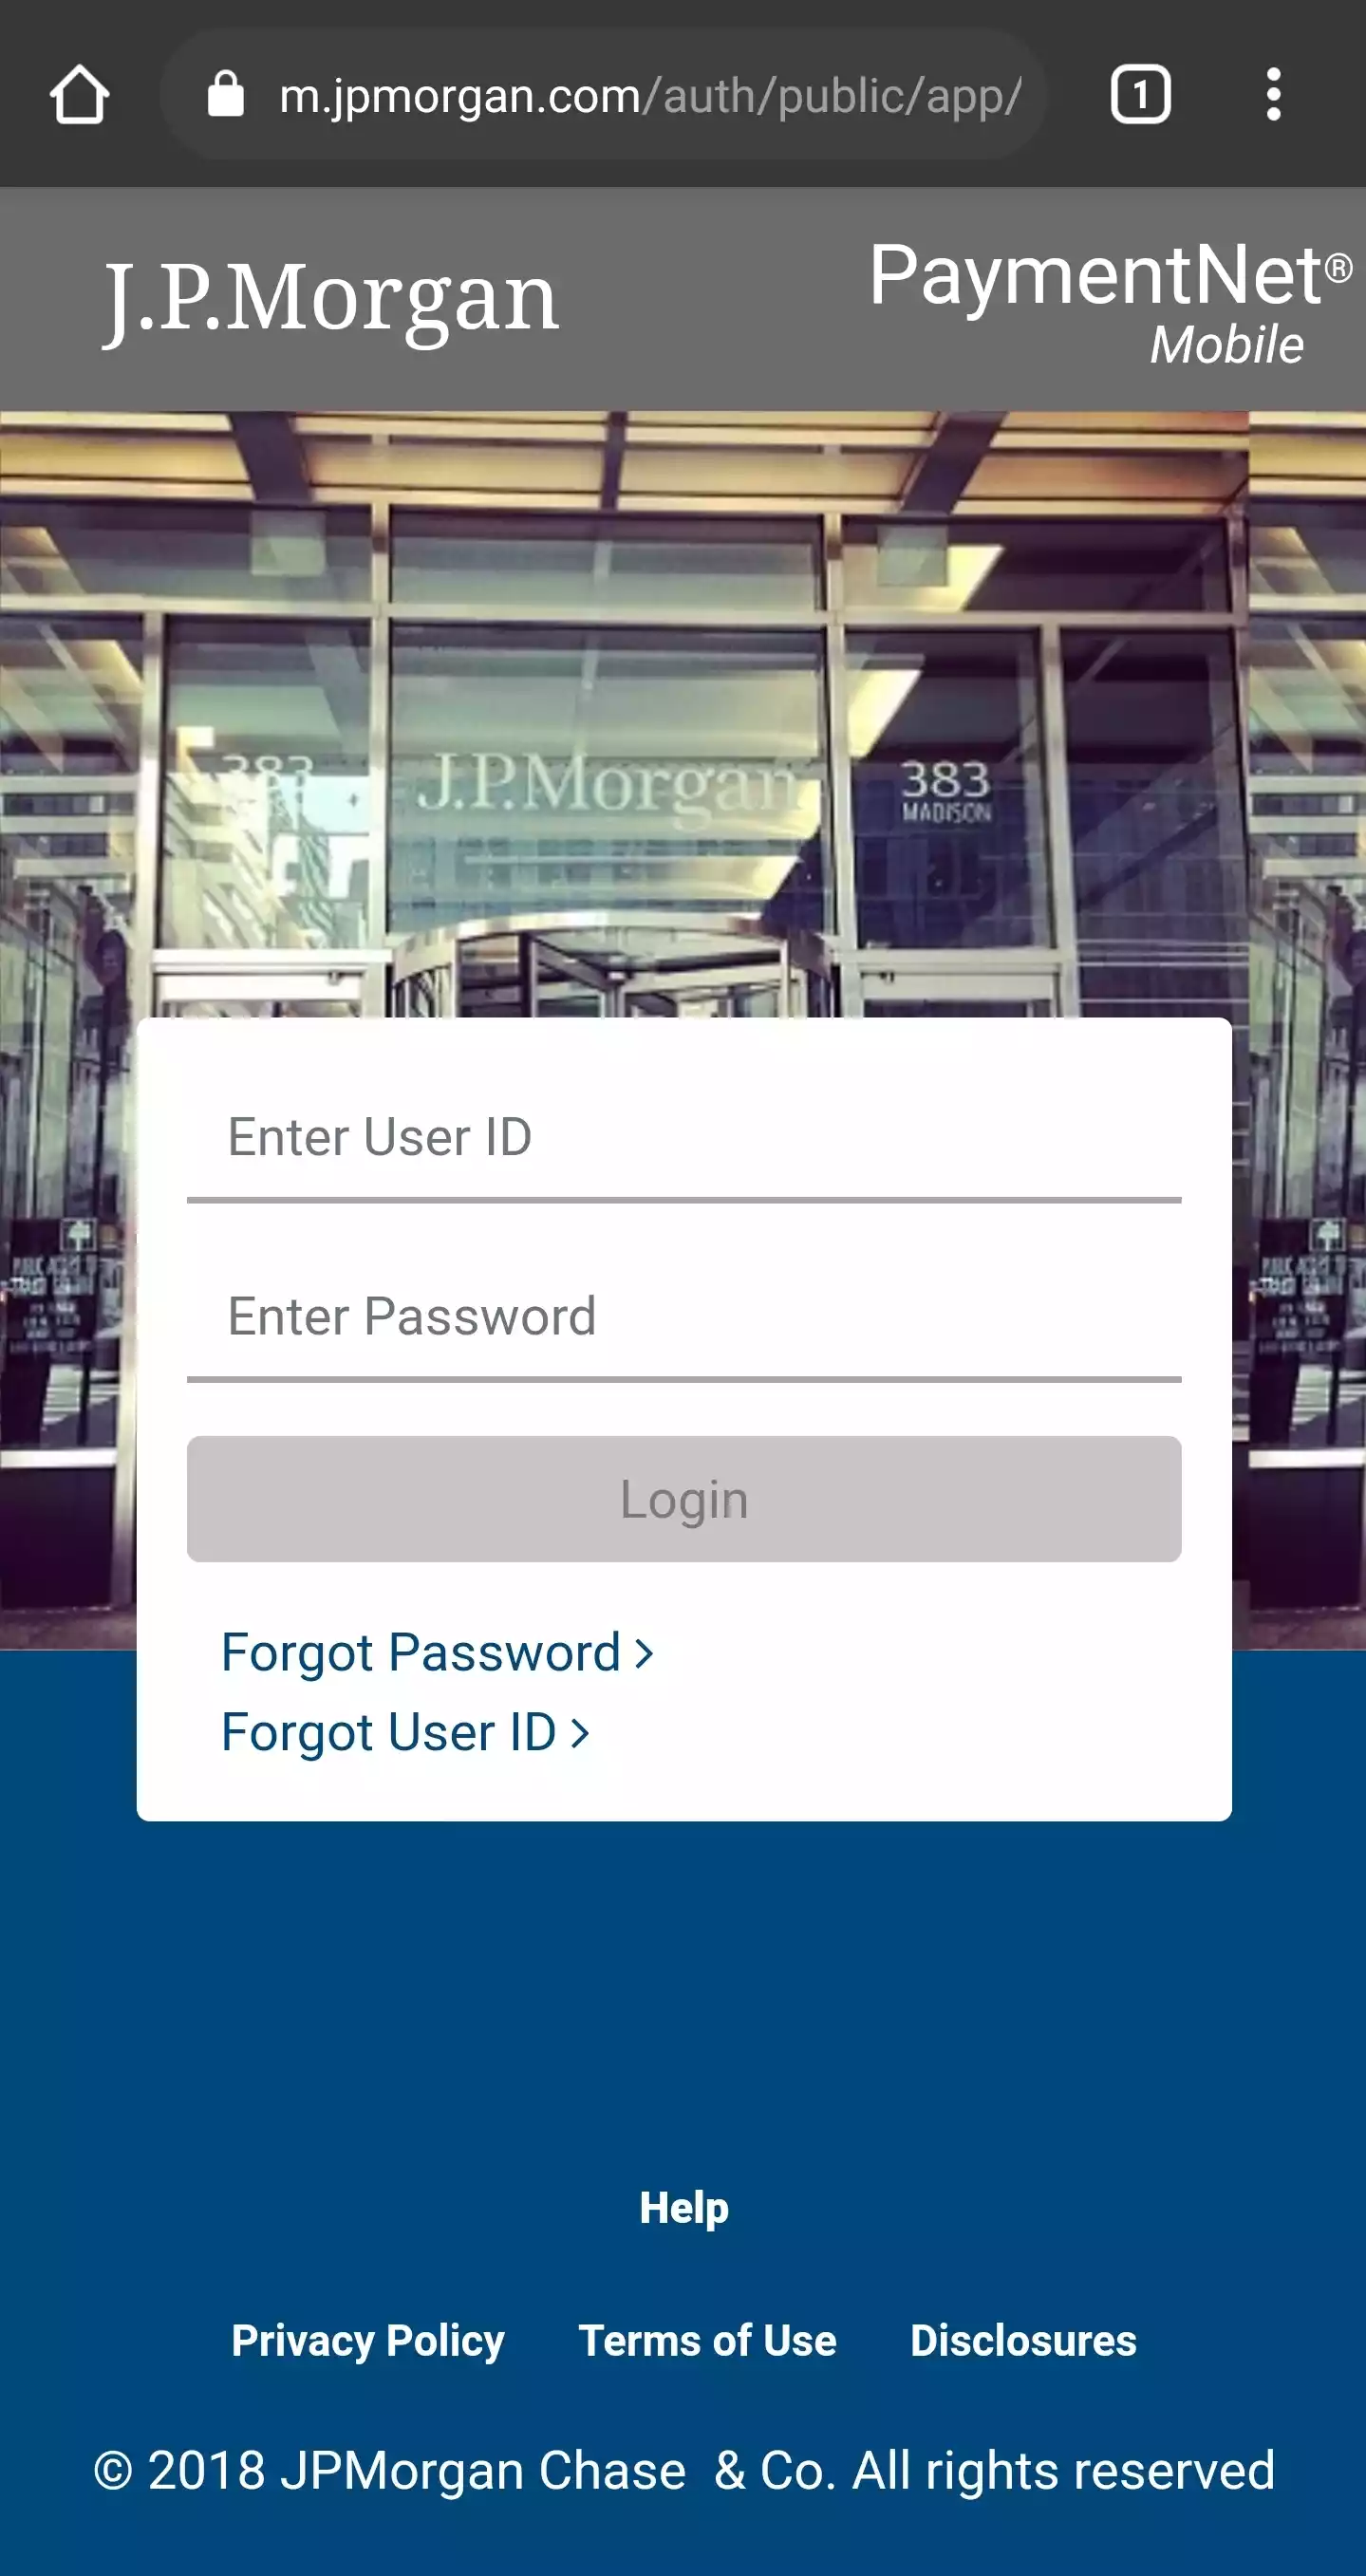 m.jpmorgan.com/auth/public/app/
1
J.P.Morgan
PaymentNet®
Mobile
383
J.P.Morgan
383
MADISON
Enter User ID
Enter Password
Login
Forgot Password >
Forgot User ID >
Help
Privacy Policy Terms of Use Disclosures
© 2018 JPMorgan Chase & Co. All rights reserved